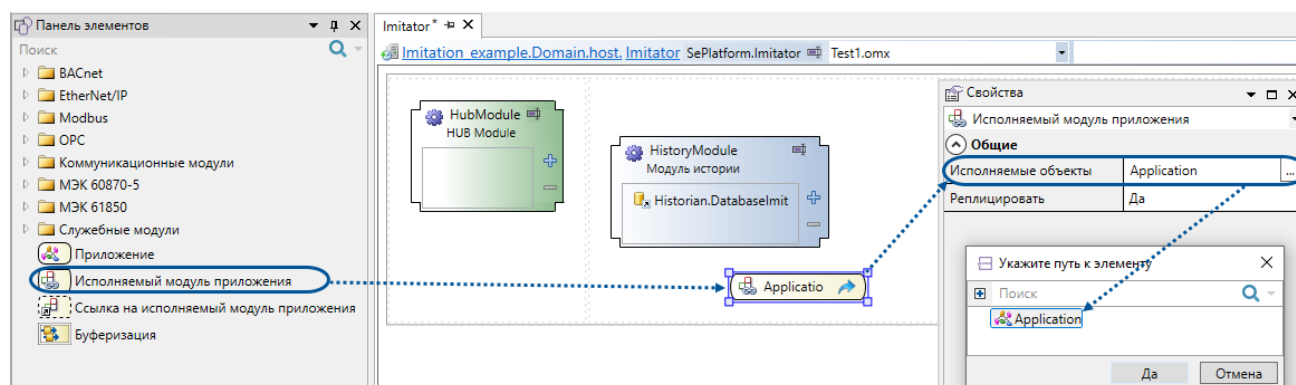 Панель элементов
Поиск
BACnet
EtherNet/IP
Modbus
OPC
Коммуникационные модули
МЭК 60870-5
МЭК 61850
Служебные модули
Приложение
Исполняемый модуль приложения
Ссылка на исполняемый модуль приложения
Буферизация
Imitator*
Imitation_example.Domain.host. Imitator SePlatform.Imitator Test1.omx
HubModule
HUB Module
HistoryModule
Модуль истории
Historian.DatabaseImit
Applicatio
Свойства
Исполняемый модуль приложения
Общие
Исполняемые объекты Application ...
Реплицировать Да
Укажите путь к элементу
Поиск
Application
Да Отмена